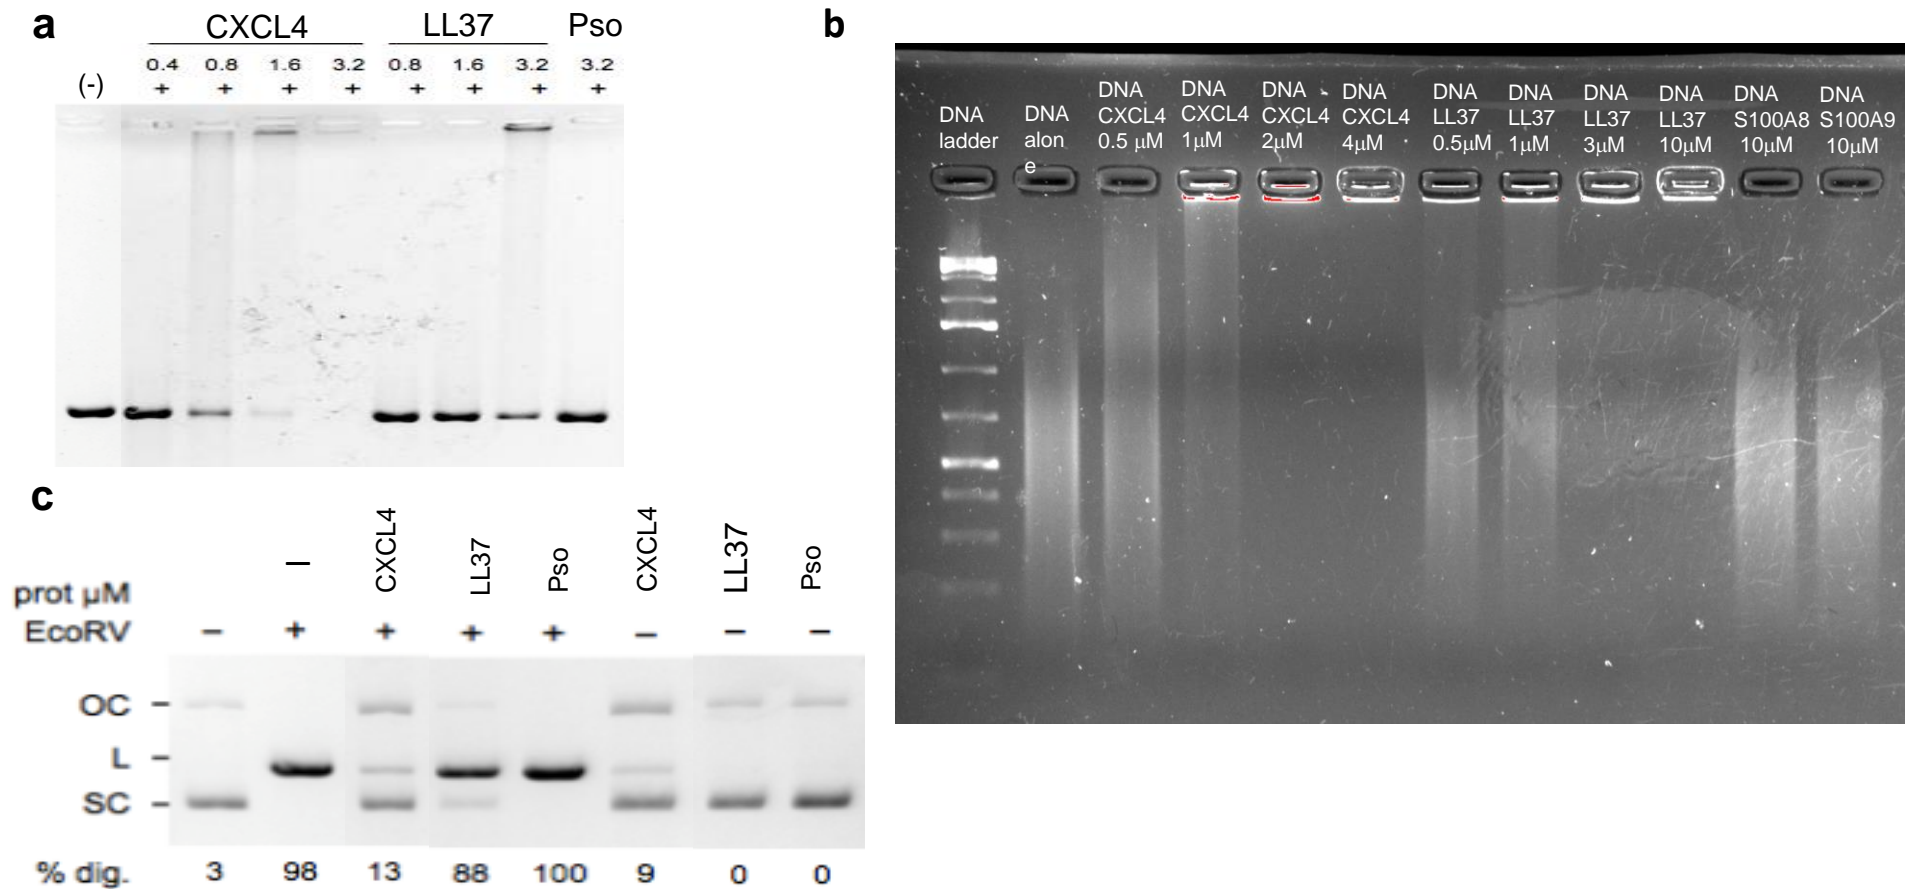 a
CXCL4 LL37 Pso
0.4 0.8 1.6 3.2 0.8 1.6 3.2 3.2
(-) + + + + + + + +
b
DNA ladder
DNA alon e
DNA CXCL4 0.5 µM
DNA CXCL4 1µM
DNA CXCL4 2µM
DNA CXCL4 4µM
DNA LL37 0.5µM
DNA LL37 1µM
DNA LL37 3µM
DNA LL37 10µM
DNA S100A8 10µM
DNA S100A9 10µM
c
prot µM – CXCL4 LL37 Pso CXCL4 LL37 Pso
EcoRV – + + + + – – –
OC –
L –
SC –
% dig. 3 98 13 88 100 9 0 0